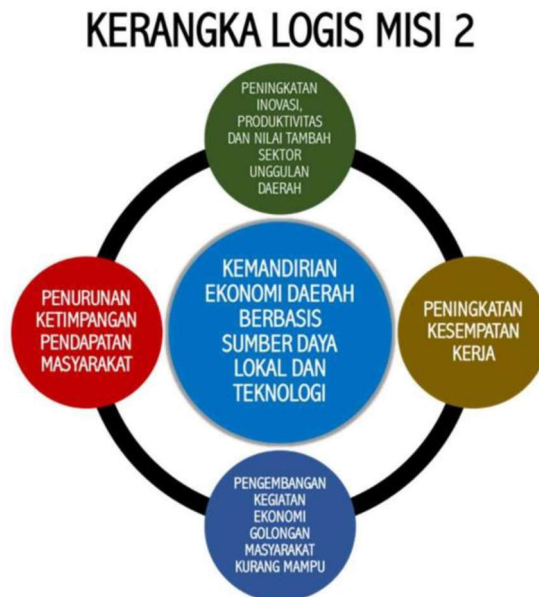 KERANGKA LOGIS MISI 2
PENINGKATAN
INOVASI,
PRODUKTIVITAS
DAN NILAI TAMBAH
SEKTOR
UNGGULAN
DAERAH
PENURUNAN
KETIMPANGAN
PENDAPATAN
MASYARAKAT
KEMANDIRIAN
EKONOMI DAERAH
BERBASIS
SUMBER DAYA
LOKAL DAN
TEKNOLOGI
PENINGKATAN
KESEMPATAN
KERJA
PENGEMBANGAN
KEGIATAN
EKONOMI
GOLONGAN
MASYARAKAT
KURANG MAMPU